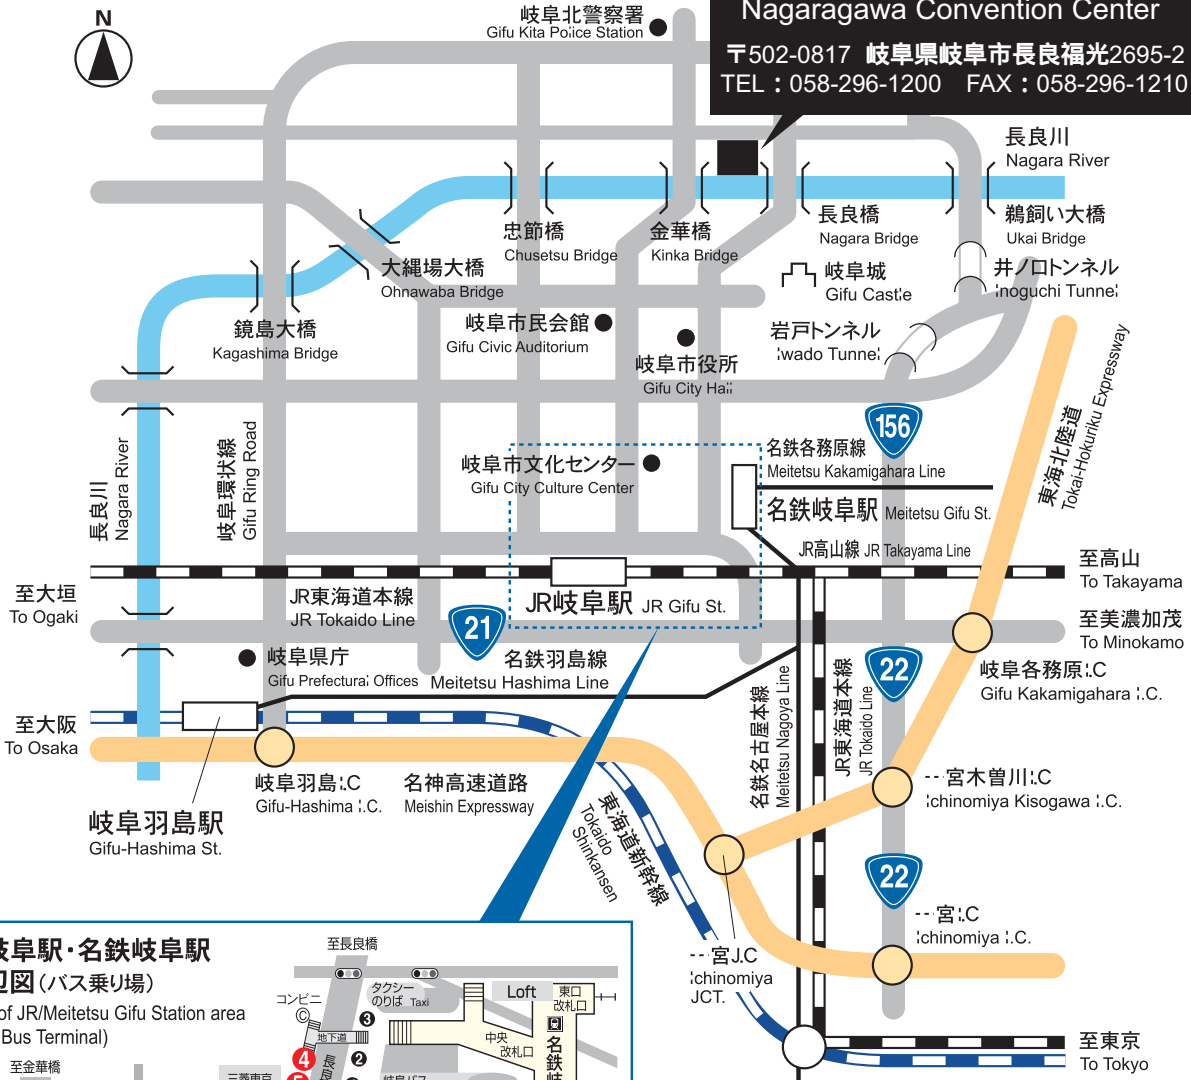 N
岐阜北警察署
Gifu Kita Police Station
Nagaragawa Convention Center
〒502-0817 岐阜県岐阜市長良福光2695-2
TEL：058-296-1200 FAX：058-296-1210
長良川
Nagara River
忠節橋
Chusetsu Bridge
金華橋
Kinka Bridge
長良橋
Nagara Bridge
鵜飼い大橋
Ukai Bridge
大縄場大橋
Ohnawaba Bridge
岐阜城
Gifu Castle
井ノ口トンネル
Inoguchi Tunnel
鏡島大橋
Kagashima Bridge
岐阜市民会館
Gifu Civic Auditorium
岐阜市役所
Gifu City Hall
岩戸トンネル
Iwado Tunnel
東海北陸道
Tokai-Hokuriku Expressway
156
長良川
Nagara River
岐阜環状線
Gifu Ring Road
岐阜市文化センター
Gifu City Culture Center
名鉄各務原線
Meitetsu Kakamigahara Line
名鉄岐阜駅 Meitetsu Gifu St.
JR高山線 JR Takayama Line
至高山
To Takayama
至大垣
To Ogaki
JR東海道本線
JR Tokaido Line
JR岐阜駅 JR Gifu St.
21
至美濃加茂
To Minokamo
岐阜県庁
Gifu Prefectural Offices
名鉄羽島線
Meitetsu Hashima Line
22
岐阜各務原I.C
Gifu Kakamigahara I.C.
名鉄名古屋本線
Meitetsu Nagoya Line
JR東海道本線
JR Tokaido Line
至大阪
To Osaka
岐阜羽島I.C
Gifu-Hashima I.C.
名神高速道路
Meishin Expressway
岐阜羽島駅
Gifu-Hashima St.
東海道新幹線
Tokaido
Shinkansen
一宮木曽川I.C
Ichinomiya Kisogawa I.C.
22
一宮I.C
Ichinomiya I.C.
一宮J.C
Ichinomiya
JCT.
至東京
To Tokyo
岐阜駅・名鉄岐阜駅
辺図(バス乗り場)
of JR/Meitetsu Gifu Station area
Bus Terminal)
至金華橋
至長良橋
コンビニ
Ⓒ
タクシー
のりば Taxi
Loft
東口
改札口
地下道
中央
改札口
3
4
2
名鉄岐